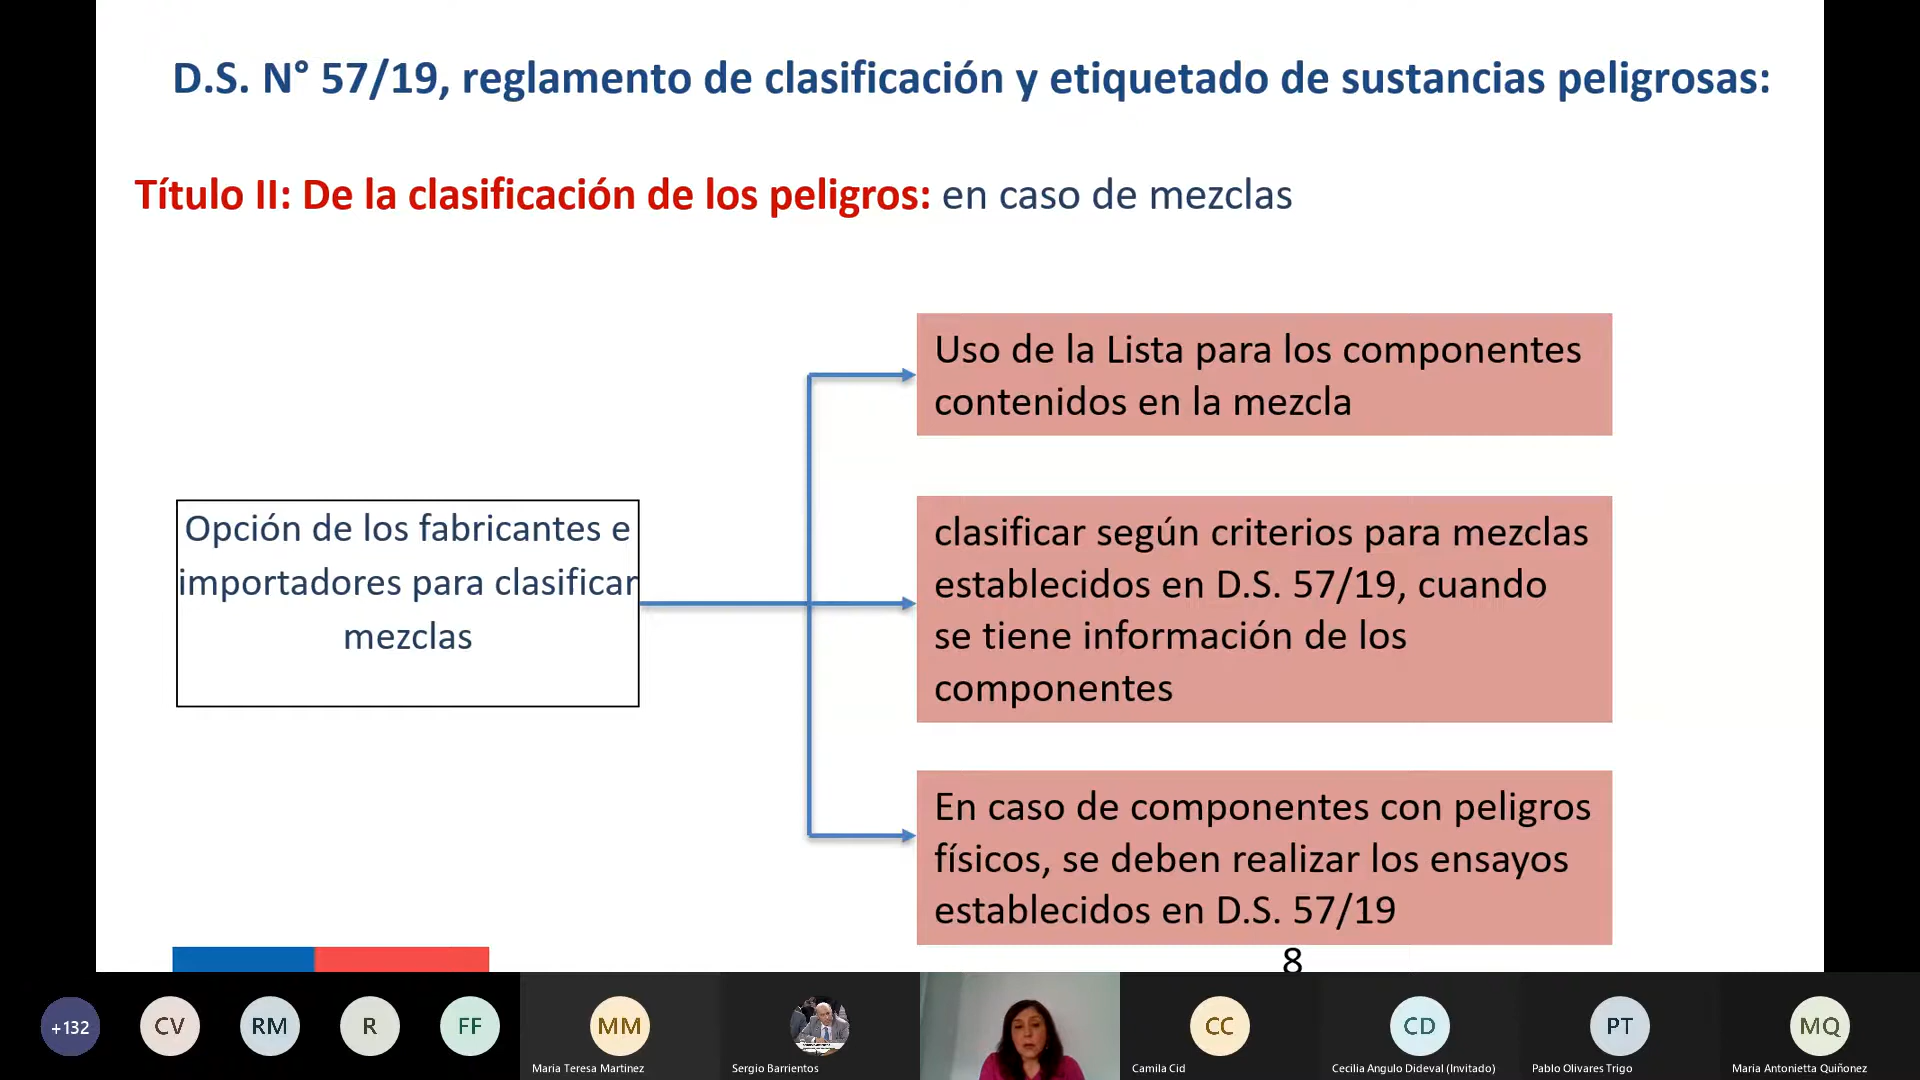 D.S. N° 57/19, reglamento de clasificación y etiquetado de sustancias peligrosas:
Título II: De la clasificación de los peligros: en caso de mezclas
Opción de los fabricantes e
importadores para clasificar
mezclas
Uso de la Lista para los componentes
contenidos en la mezcla
clasificar según criterios para mezclas
establecidos en D.S. 57/19, cuando
se tiene información de los
componentes
En caso de componentes con peligros
físicos, se deben realizar los ensayos
establecidos en D.S. 57/19
8
+132
CV
RM
R
FF
MM
Maria Teresa Martinez
Sergio Barrientos
CC
Camila Cid
CD
Cecilia Angulo Dideval (Invitado)
PT
Pablo Olivares Trigo
MQ
Maria Antonietta Quiñonez